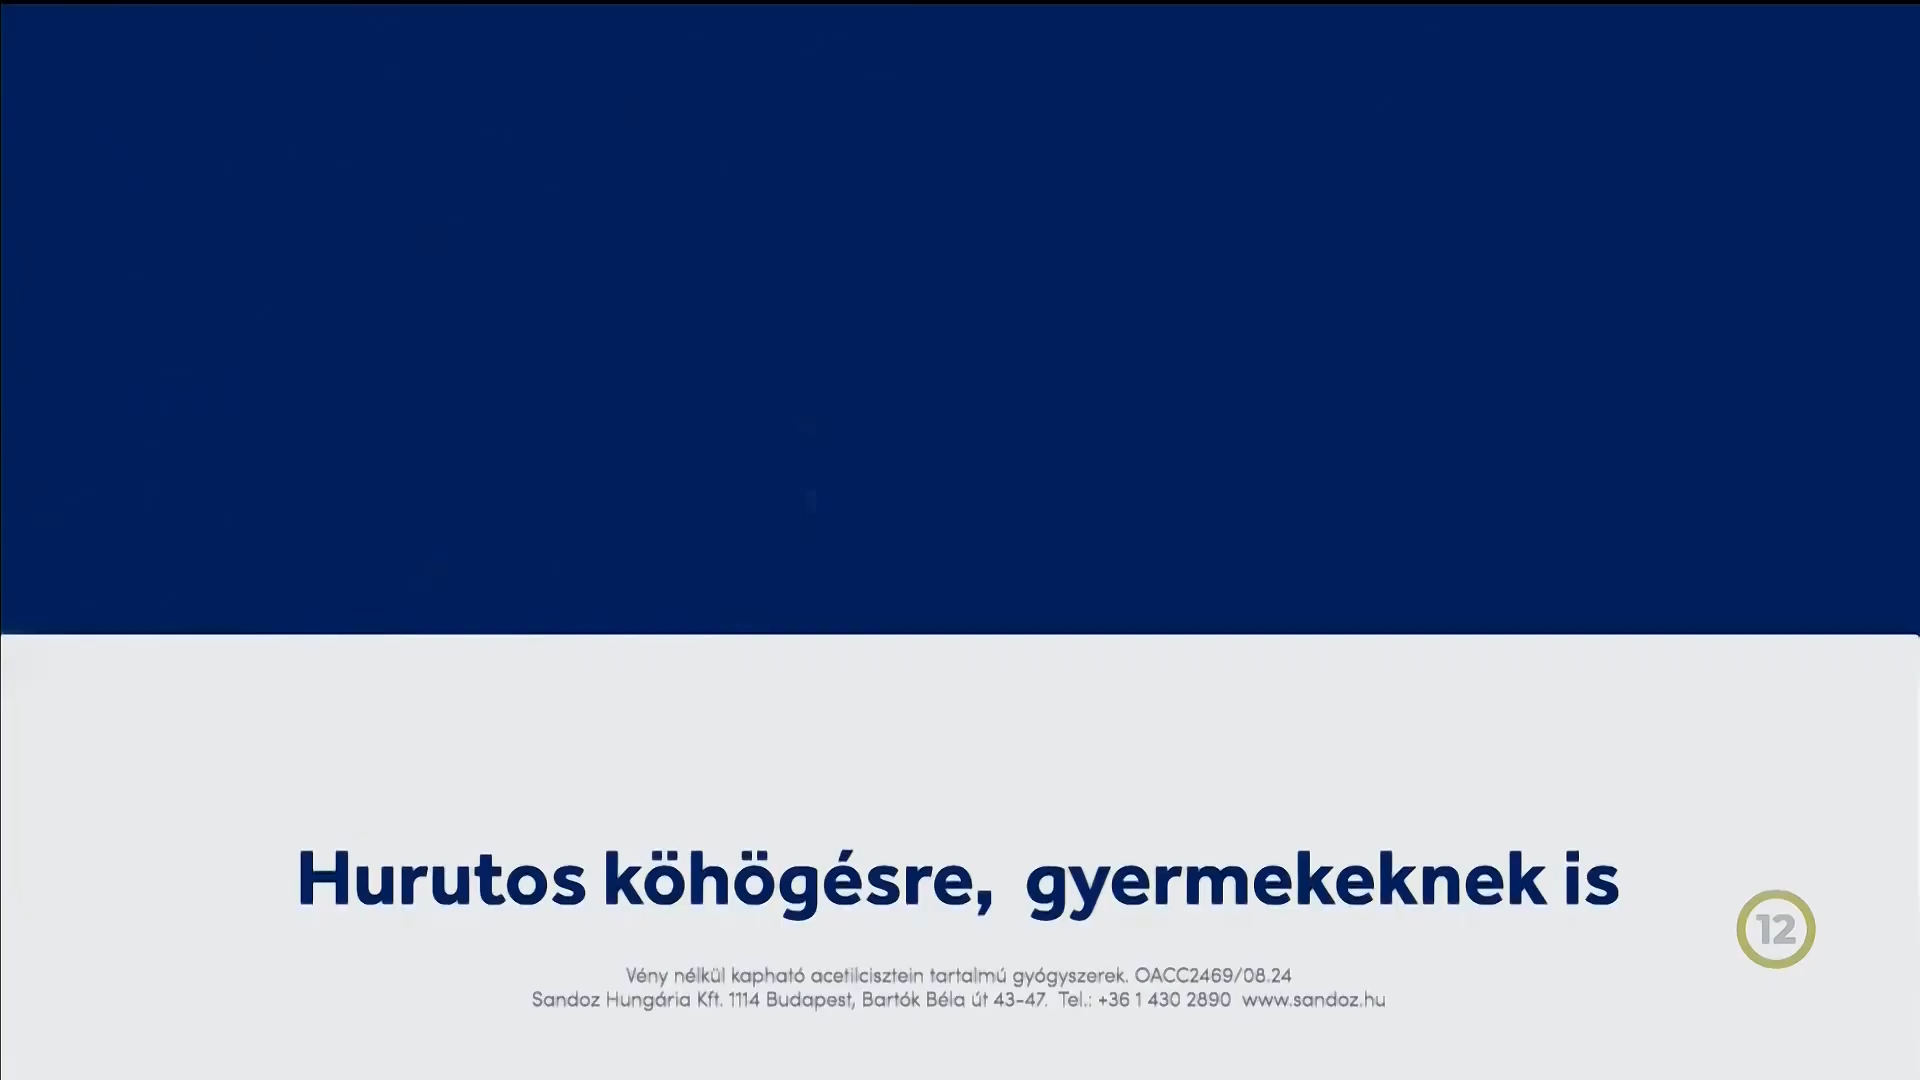 Hurutos köhögésre, gyermekeknek is
12
Vény nélkül kapható acetilcisztein tartalmú gyógyszerek. OACC2469/08.24
Sandoz Hungária Kft. 1114 Budapest, Bartók Béla út 43-47. Tel.: +36 1 430 2890 www.sandoz.hu